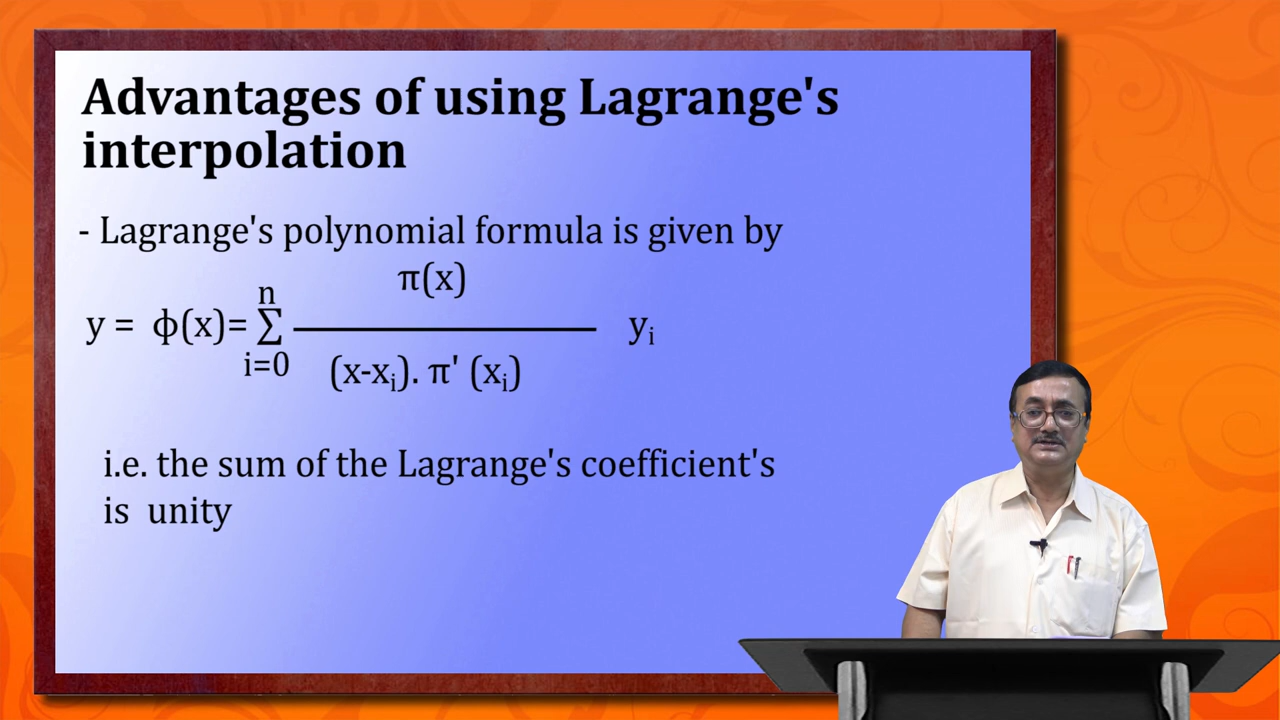 Advantages of using Lagrange's
interpolation
- Lagrange's polynomial formula is given by
π(x)
n
y = ϕ(x)= Σ yᵢ
i=0
(x-xᵢ). π' (xᵢ)
i.e. the sum of the Lagrange's coefficient's
is unity